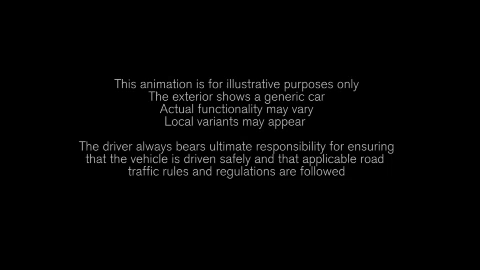 This animation is for illustrative purposes only
The exterior shows a generic car
Actual functionality may vary
Local variants may appear
The driver always bears ultimate responsibility for ensuring
that the vehicle is driven safely and that applicable road
traffic rules and regulations are followed